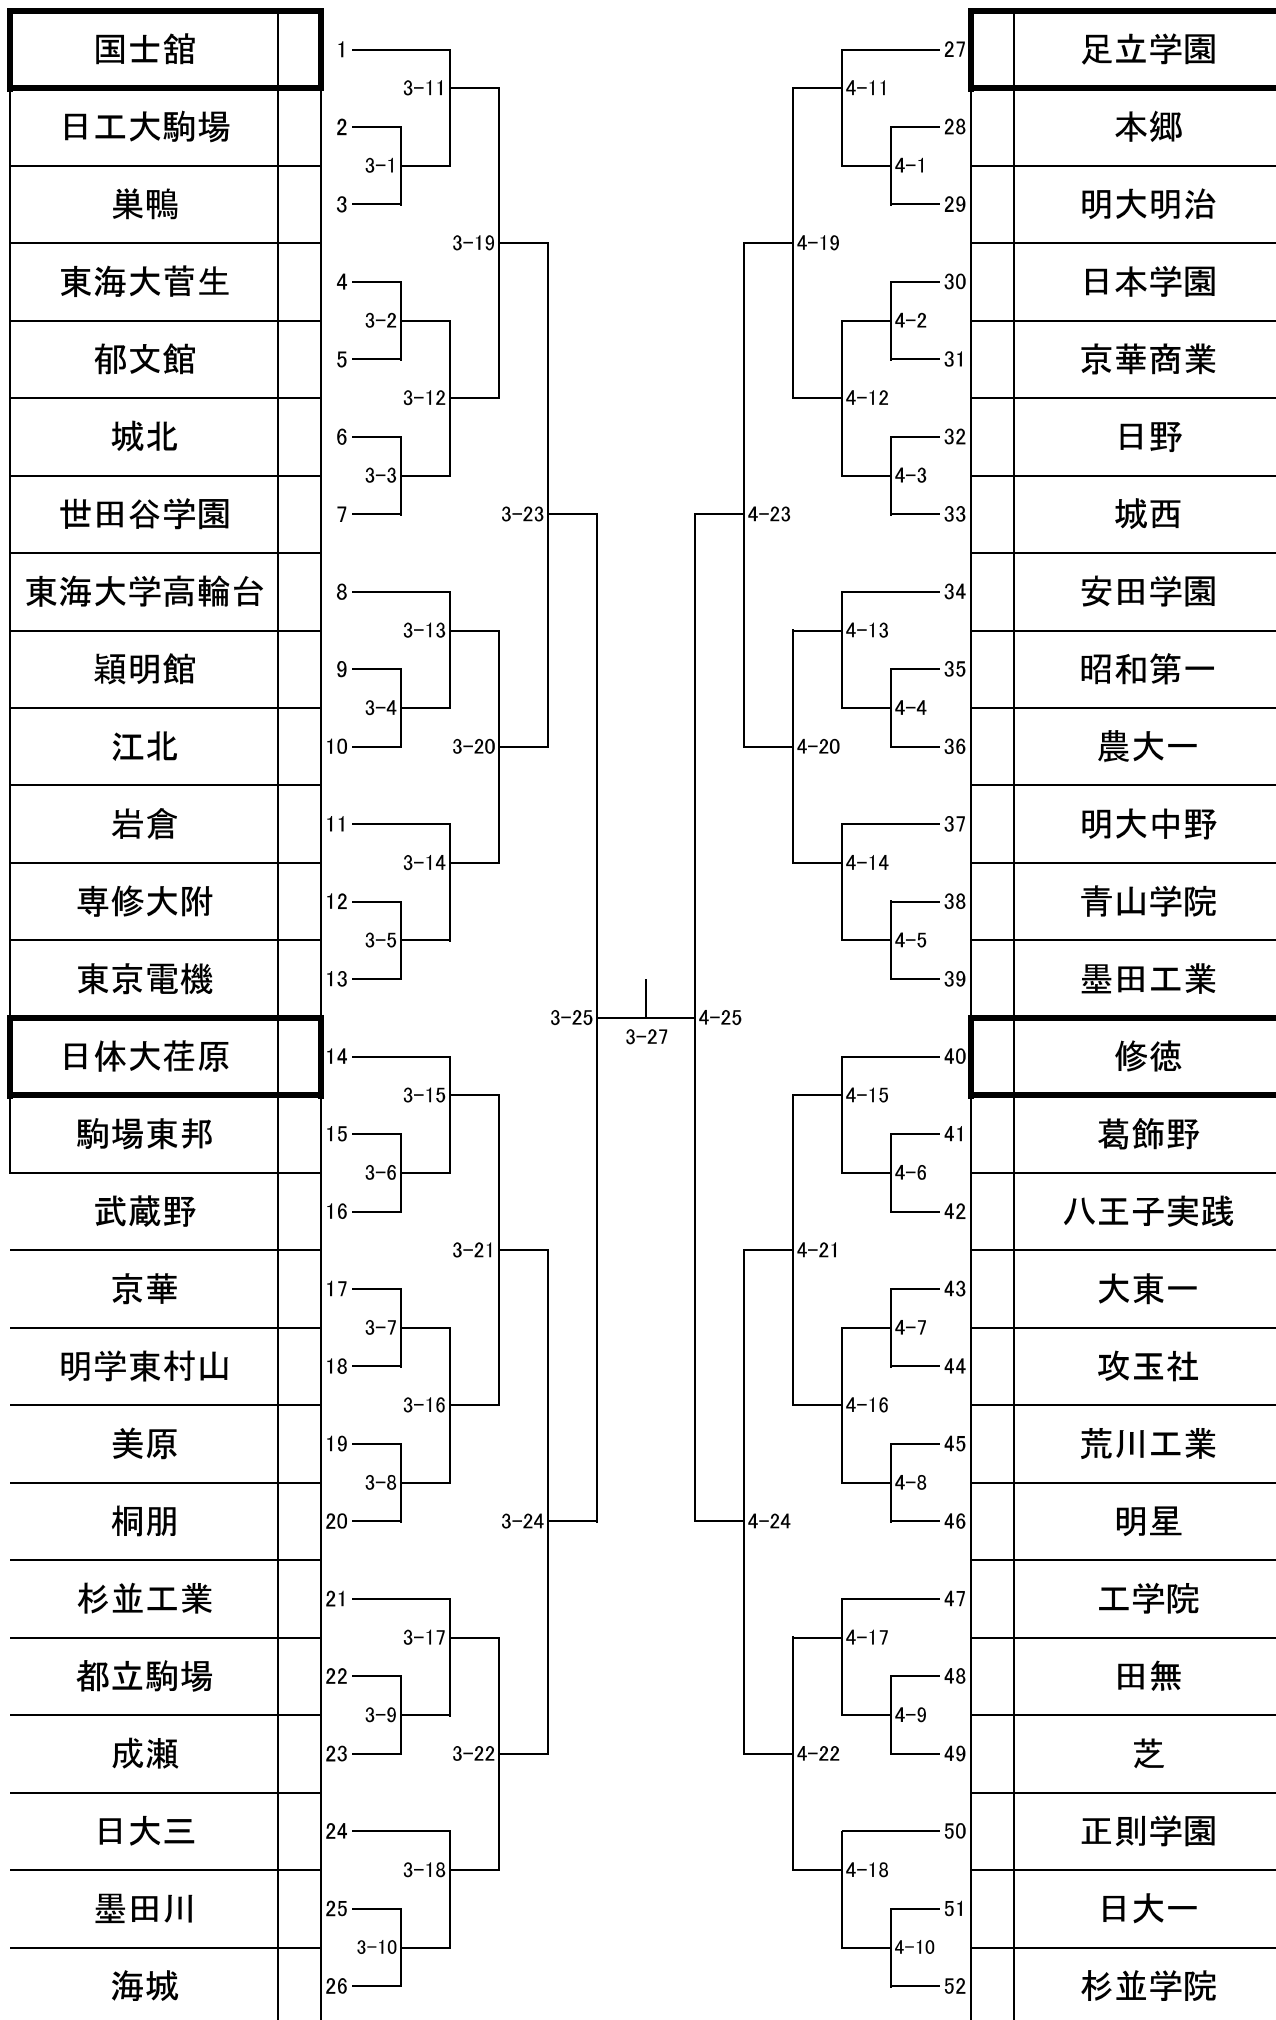 国士舘 1
3-11
日工大駒場 2
3-1
巣鴨 3
3-19
東海大菅生 4
3-2
郁文館 5
3-12
城北 6
3-3
世田谷学園 7
3-23
東海大学高輪台 8
3-13
穎明館 9
3-4
江北 10
3-20
岩倉 11
3-14
専修大附 12
3-5
東京電機 13
3-25
日体大荏原 14
3-15
駒場東邦 15
3-6
武蔵野 16
3-21
京華 17
3-7
明学東村山 18
3-16
美原 19
3-8
桐朋 20
3-24
杉並工業 21
3-17
都立駒場 22
3-9
成瀬 23
3-22
日大三 24
3-18
墨田川 25
3-10
海城 26
3-27
27 足立学園
4-11
28 本郷
4-1
29 明大明治
4-19
30 日本学園
4-2
31 京華商業
4-12
32 日野
4-3
33 城西
4-23
34 安田学園
4-13
35 昭和第一
4-4
36 農大一
4-20
37 明大中野
4-14
38 青山学院
4-5
39 墨田工業
4-25
40 修徳
4-15
41 葛飾野
4-6
42 八王子実践
4-21
43 大東一
4-7
44 攻玉社
4-16
45 荒川工業
4-8
46 明星
4-24
47 工学院
4-17
48 田無
4-9
49 芝
4-22
50 正則学園
4-18
51 日大一
4-10
52 杉並学院